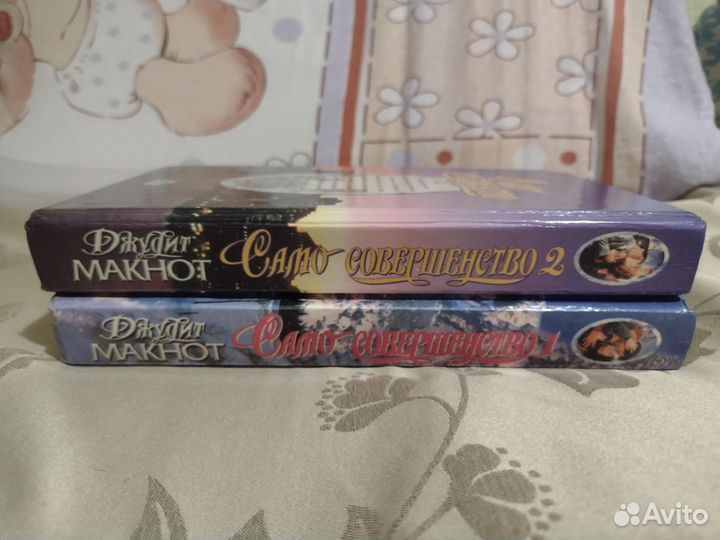 Джудит
МАКНОТ
САМО СОВЕРШЕНСТВО 2
Джудит
МАКНОТ
САМО СОВЕРШЕНСТВО 1
Avito